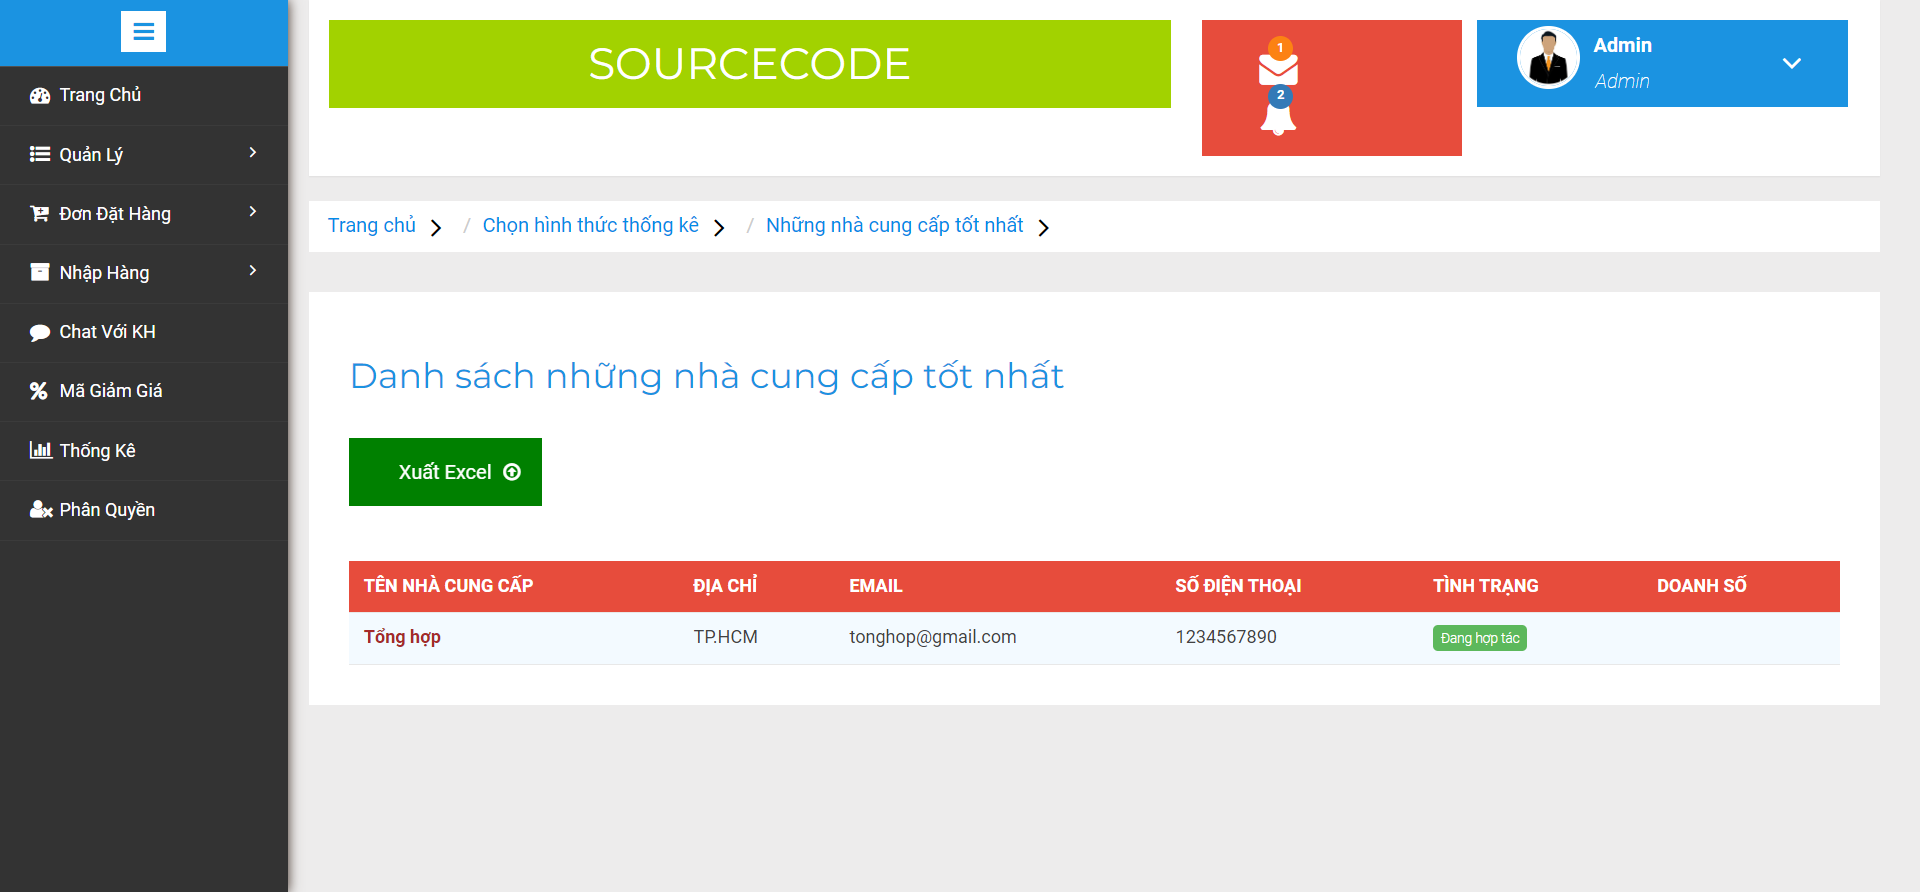 Trang Chủ
Quản Lý
Đơn Đặt Hàng
Nhập Hàng
Chat Với KH
Mã Giảm Giá
Thống Kê
Phân Quyền
SOURCECODE
1
2
Admin
Admin
Trang chủ / Chọn hình thức thống kê / Những nhà cung cấp tốt nhất
Danh sách những nhà cung cấp tốt nhất
Xuất Excel
TÊN NHÀ CUNG CẤP ĐỊA CHỈ EMAIL SỐ ĐIỆN THOẠI TÌNH TRẠNG DOANH SỐ
Tổng hợp TP.HCM tonghop@gmail.com 1234567890 Đang hợp tác